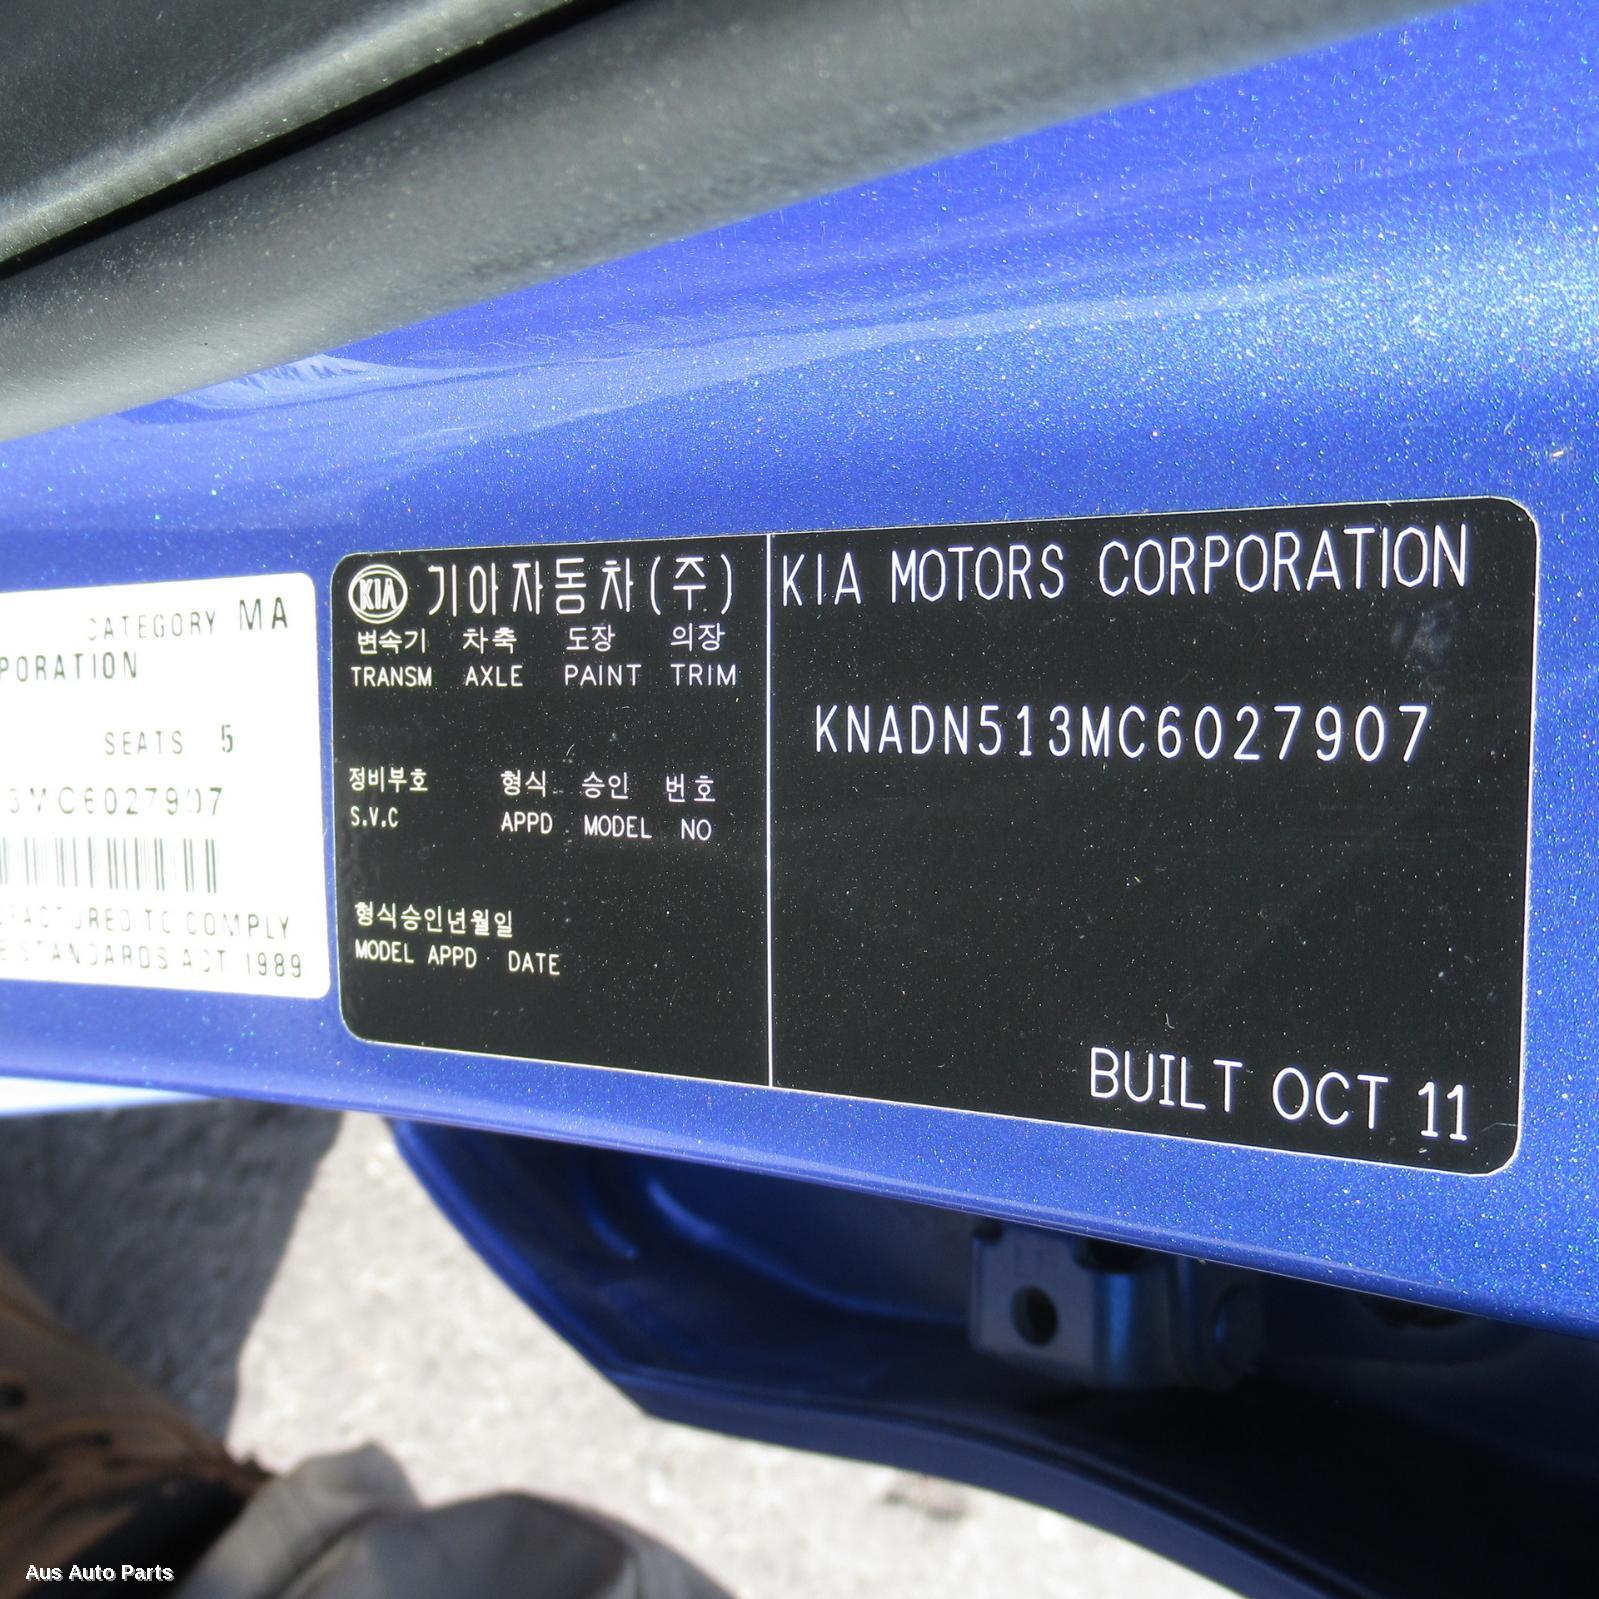 CATEGORY MA
PORATION
SEATS 5
3MC6027907
FACTURED TO COMPLY
E STANDARDS ACT 1989
KIA 기아자동차(주)
변속기 차축 도장 의장
TRANSM AXLE PAINT TRIM
정비부호 형식 승인 번호
S.V.C APPD MODEL NO
형식승인년월일
MODEL APPD DATE
KIA MOTORS CORPORATION
KNADN513MC6027907
BUILT OCT 11
Aus Auto Parts